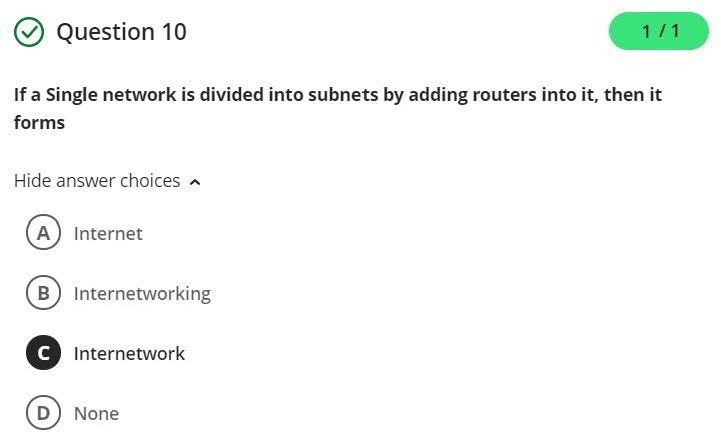 Question 10
1 / 1
If a Single network is divided into subnets by adding routers into it, then it
forms
Hide answer choices
A Internet
B Internetworking
C Internetwork
D None